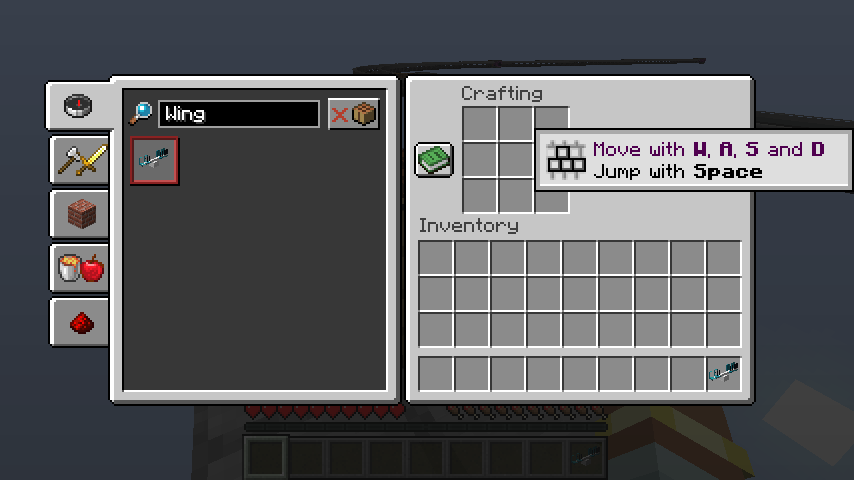 Wing
Crafting
Move with W, A, S and D
Jump with Space
Inventory